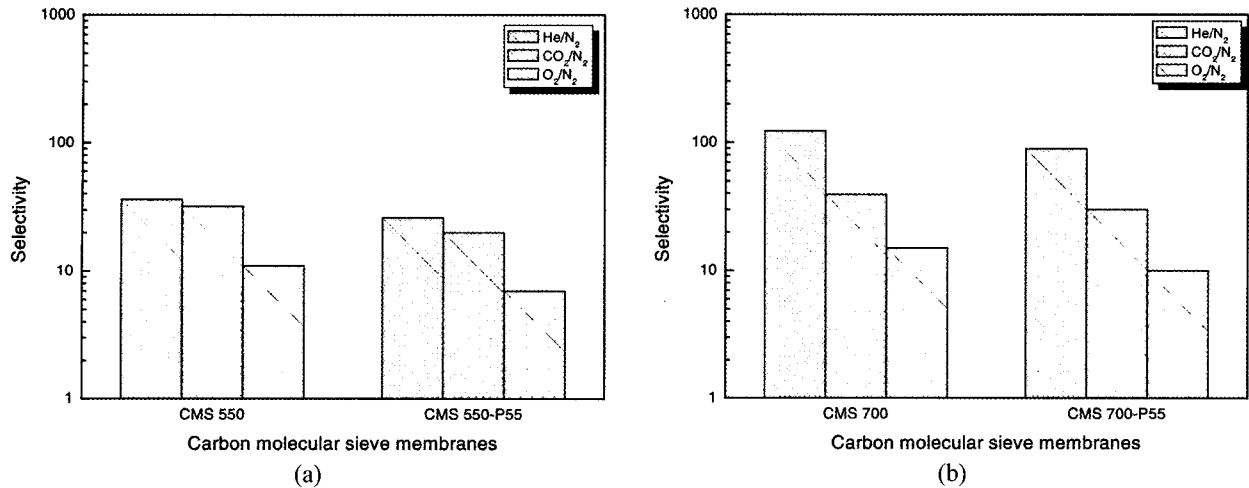 1000
100
10
1
Selectivity
He/N₂
CO₂/N₂
O₂/N₂
CMS 550
CMS 550-P55
Carbon molecular sieve membranes
(a)
1000
100
10
1
Selectivity
He/N₂
CO₂/N₂
O₂/N₂
CMS 700
CMS 700-P55
Carbon molecular sieve membranes
(b)